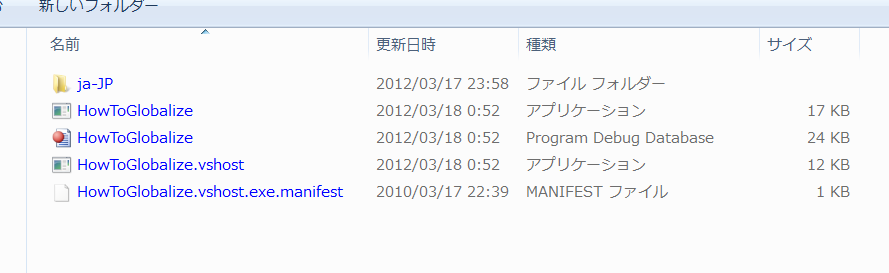 新しいフォルダー
名前 更新日時 種類 サイズ
ja-JP 2012/03/17 23:58 ファイル フォルダー
HowToGlobalize 2012/03/18 0:52 アプリケーション 17 KB
HowToGlobalize 2012/03/18 0:52 Program Debug Database 24 KB
HowToGlobalize.vshost 2012/03/18 0:52 アプリケーション 12 KB
HowToGlobalize.vshost.exe.manifest 2010/03/17 22:39 MANIFEST ファイル 1 KB